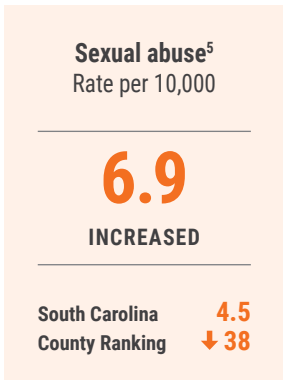 Sexual abuse⁵
Rate per 10,000
6.9
INCREASED
South Carolina 4.5
County Ranking ↓ 38